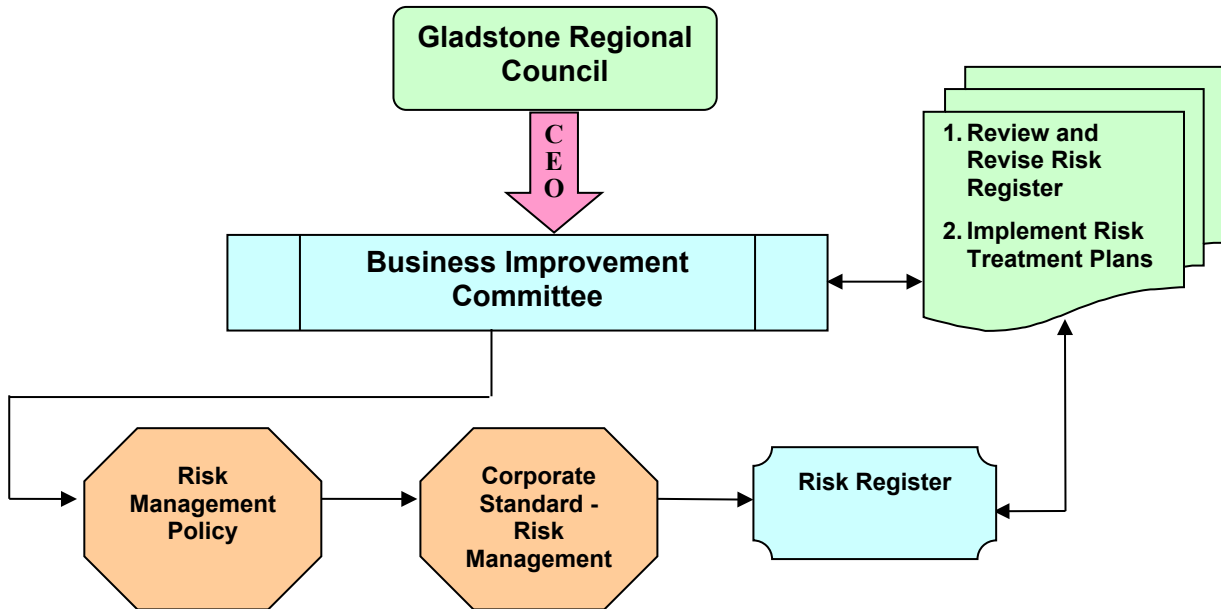 Gladstone Regional
Council
C
E
O
Business Improvement
Committee
1. Review and
Revise Risk
Register
2. Implement Risk
Treatment Plans
Risk
Management
Policy
Corporate
Standard -
Risk
Management
Risk Register